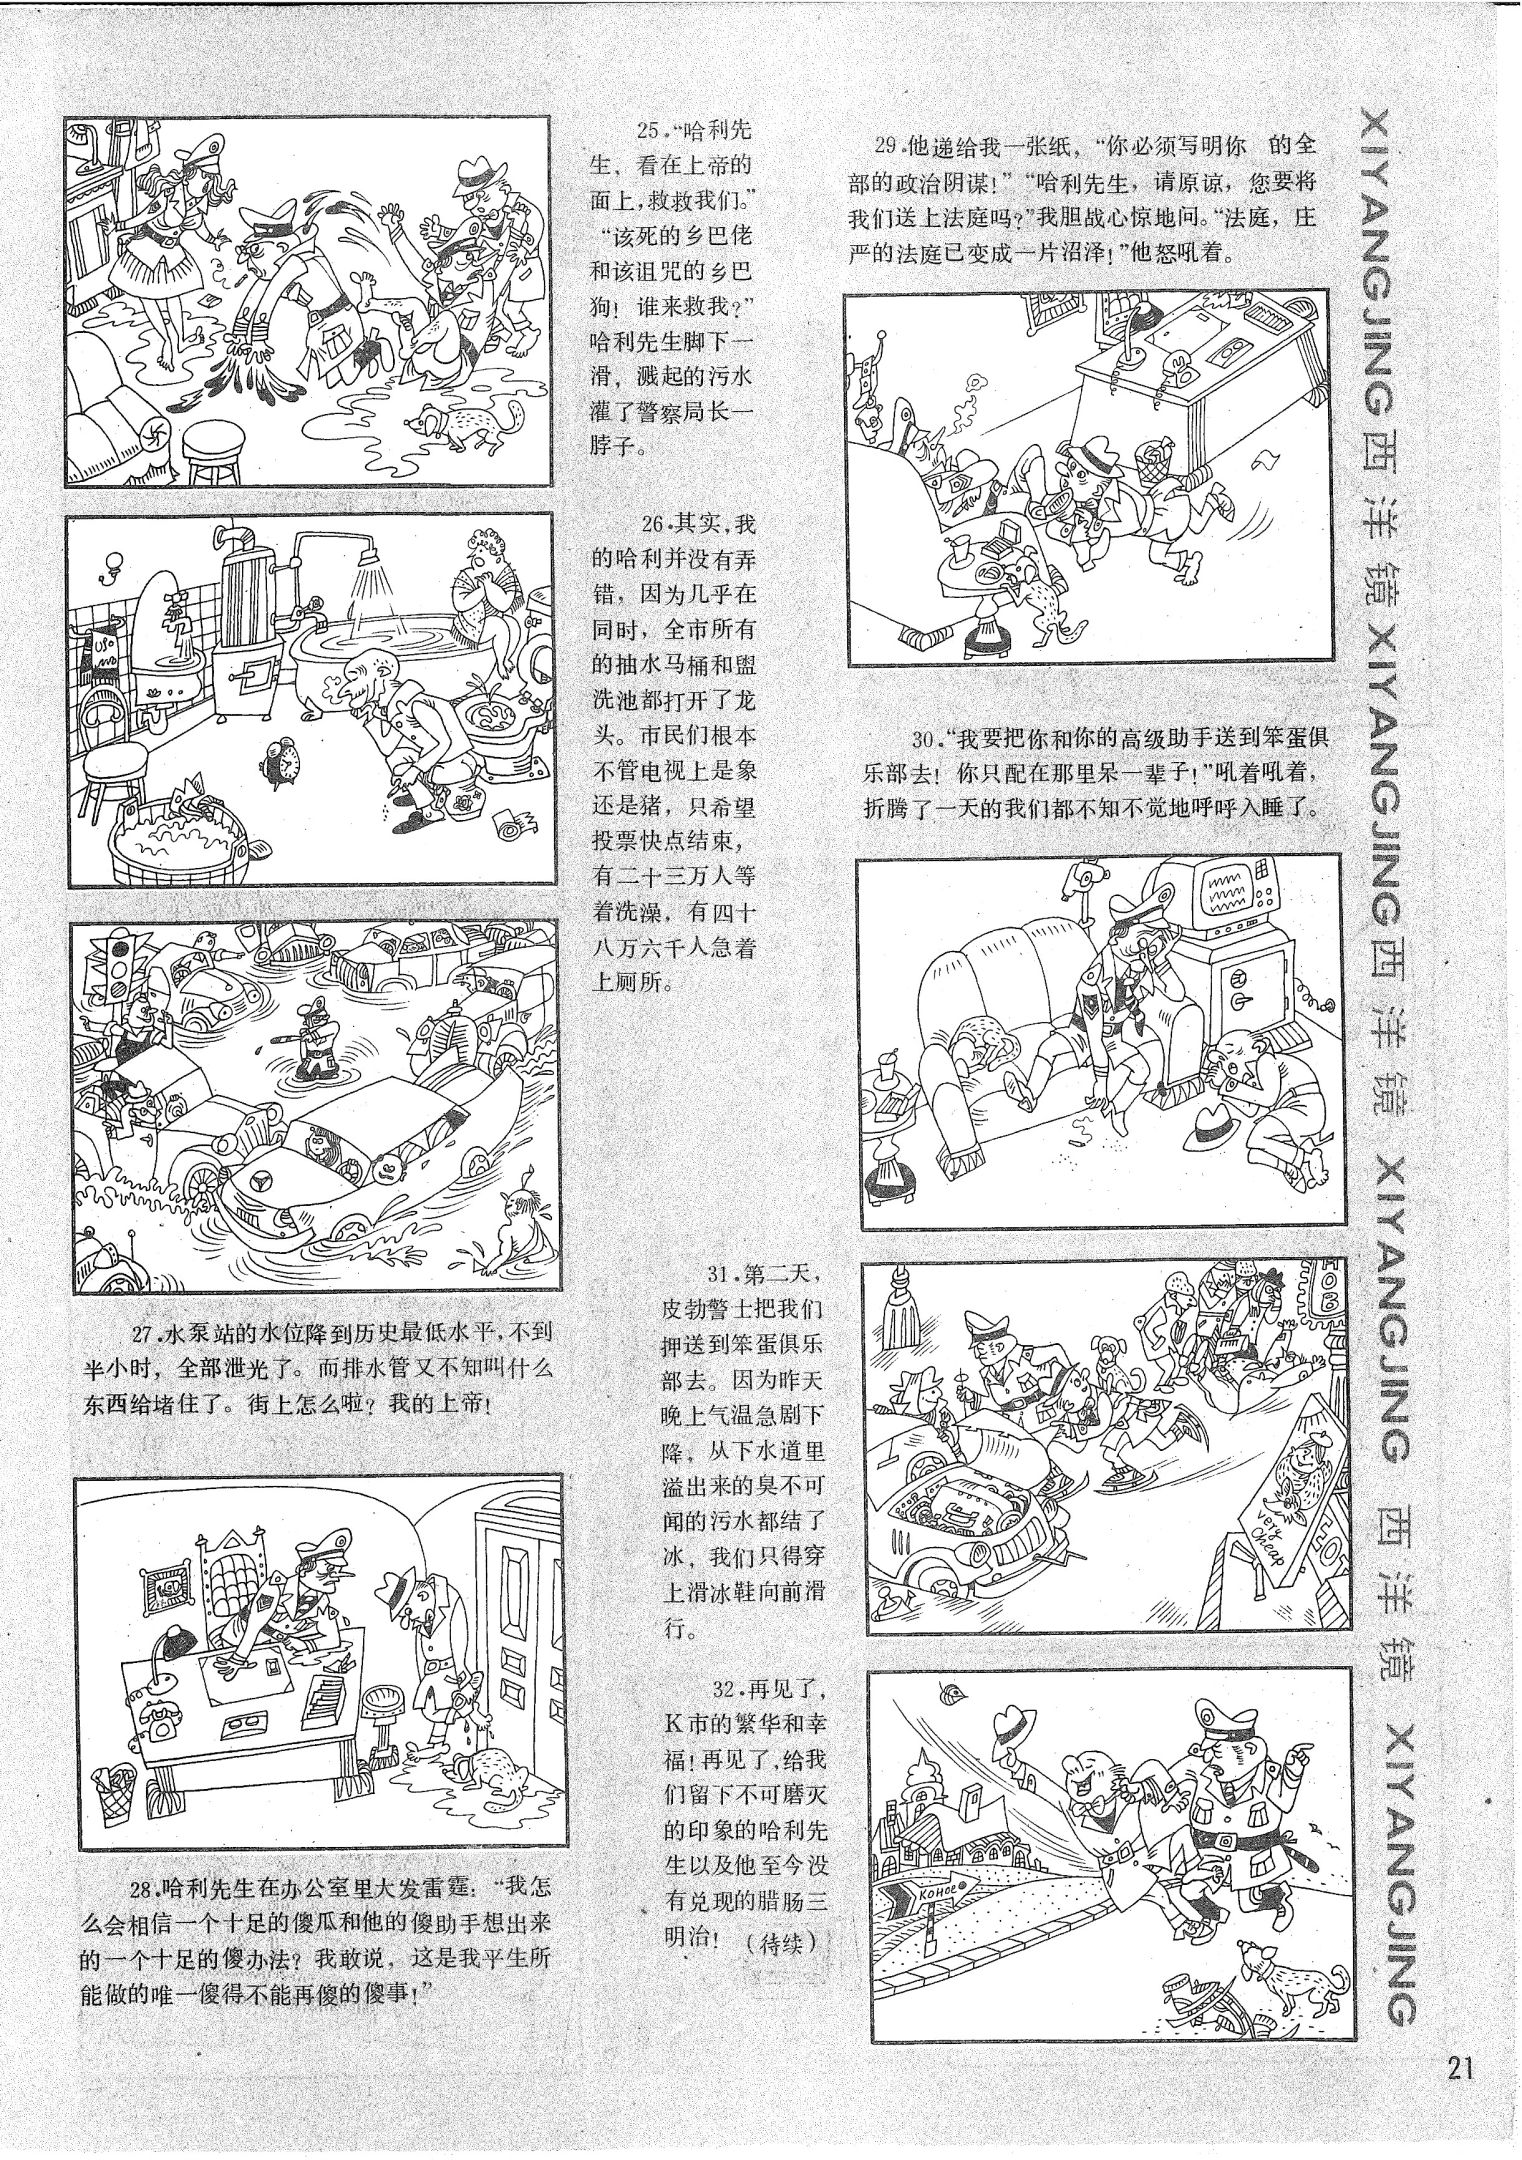 25.“哈利先
生，看在上帝的
面上，救救我们。”
“该死的乡巴佬
和该诅咒的乡巴
狗！谁来救我？”
哈利先生脚下一
滑，溅起的污水
灌了警察局长一
脖子。
26.其实，我
的哈利并没有弄
错，因为几乎在
同时，全市所有
的抽水马桶和盥
洗池都打开了龙
头。市民们根本
不管电视上是象
还是猪，只希望
投票快点结束，
有二十三万人等
着洗澡，有四十
八万六千人急着
上厕所。
27.水泵站的水位降到历史最低水平，不到
半小时，全部泄光了。而排水管又不知叫什么
东西给堵住了。街上怎么啦？我的上帝！
28.哈利先生在办公室里大发雷霆：“我怎
么会相信一个十足的傻瓜和他的傻助手想出来
的一个十足的傻办法？我敢说，这是我平生所
能做的唯一傻得不能再傻的傻事！”
29.他递给我一张纸，“你必须写明你 的全
部的政治阴谋！”“哈利先生，请原谅，您要将
我们送上法庭吗？”我胆战心惊地问。“法庭，庄
严的法庭已变成一片沼泽！”他怒吼着。
30.“我要把你和你的高级助手送到笨蛋俱
乐部去！你只配在那里呆一辈子！”吼着吼着，
折腾了一天的我们都不知不觉地呼呼入睡了。
31.第二天，
皮勃警士把我们
押送到笨蛋俱乐
部去。因为昨天
晚上气温急剧下
降，从下水道里
溢出来的臭不可
闻的污水都结了
冰，我们只得穿
上滑冰鞋向前滑
行。
very
Cheap
HOT
32.再见了，
K市的繁华和幸
福！再见了，给我
们留下不可磨灭
的印象的哈利先
生以及他至今没
有兑现的腊肠三
明治！（待续）
XIYANGJING西洋镜XIYANGJING西洋镜 XIYANGJING 西洋镜 XIYANGJING
21